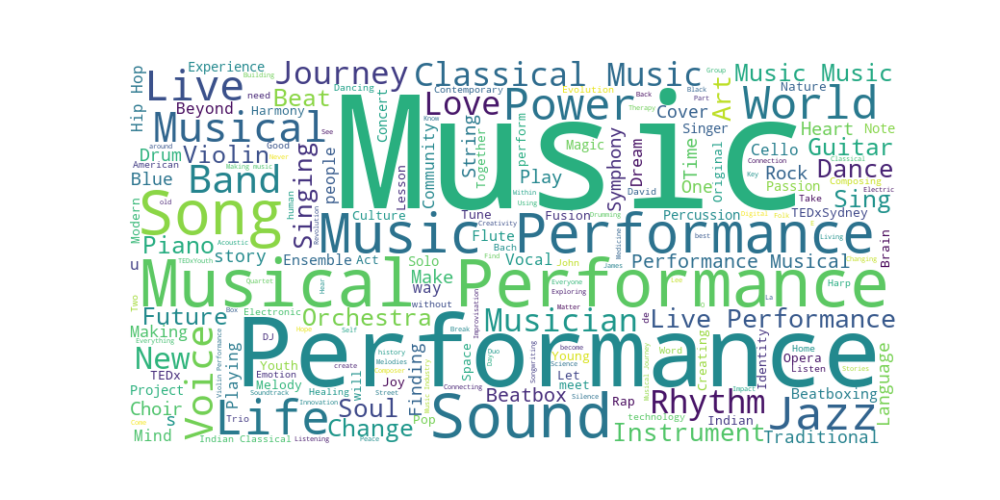 Hip Hop
Experience
Live
Journey
Classical Music
Music Music
Building
Dancing
Contemporary
Evolution
Back
Black
Part
Group
Nature
Beyond
need
Beat
Concert
Love
Power
Cover
Art
World
Harmony
Musical
See
Music
String
Together
perform
Magic
Singer
Heart
Note
Know
around
Good
American
Never
Drum
Violin
people
Community
Symphony
Dream
Time
Original
Cello
Guitar
Classical
Making music
Blue
Band
human
Singing
Lesson
Play
Therapy
Connection
Rock
Dance
Within
Key
Passion
Composing
David
One
Take
Electric
Sing
old
Using
Modern
Song
Revolution
Culture
Tune
Creativity
Fusion
Drumming
Percussion
Digital
Folk
TEDxSydney
Music Performance
Flute
Bach
Medicine
best
Living
Brain
Piano
story
Acoustic
Ensemble
Act
Solo
Find
Vocal
John
Performance Musical
Changing
u
TEDxYouth
Hear
James
Lee
Musical Performance
Quartet
Make
way
Everyone
Exploring
Matter
Harp
La
Two
without
Future
Box
Electronic
Orchestra
Improvisation
Musician
de
Live Performance
Making
Everything
Voice
DJ
Hope
Self
Performance
Break
New
Playing
Youth
create
history
Melodies
Finding
Space
Day
Duo
Songwriting
become
Science
Young
Word
Creating
Musical Journey
Identity
Home
Opera
Listen
Stories
Language
TEDx
Emotion
Composer
Joy
Music Industry
Connecting
Let
meet
Project
Violin Performance
Melody
Soundtrack
Healing
will
Street
Beatbox
Silence
Rap
Rhythm
Impact
Beatboxing
Choir
s
Life
Innovation
Soul
Sound
technology
Indian
Jazz
Come
Trio
Change
Pop
Mind
Indian Classical
Listening
Peace
Instrument
Traditional